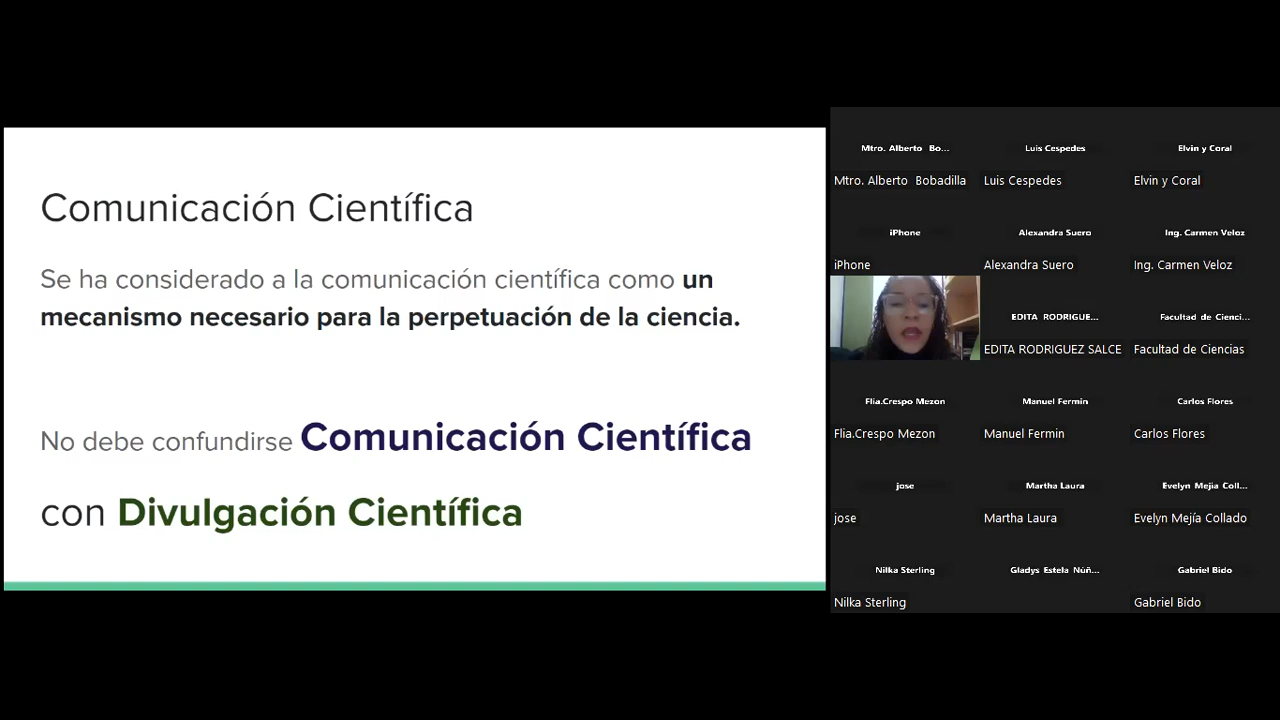 Comunicación Científica
Se ha considerado a la comunicación científica como un
mecanismo necesario para la perpetuación de la ciencia.
No debe confundirse Comunicación Científica
con Divulgación Científica
Mtro. Alberto Bo...
Luis Cespedes
Elvin y Coral
Mtro. Alberto Bobadilla
Luis Cespedes
Elvin y Coral
iPhone
Alexandra Suero
Ing. Carmen Veloz
iPhone
Alexandra Suero
Ing. Carmen Veloz
EDITA RODRIGUE...
Facultad de Cienci...
EDITA RODRIGUEZ SALCE
Facultad de Ciencias
Flia.Crespo Mezon
Manuel Fermin
Carlos Flores
Flia.Crespo Mezon
Manuel Fermin
Carlos Flores
jose
Martha Laura
Evelyn Mejía Coll...
jose
Martha Laura
Evelyn Mejía Collado
Nilka Sterling
Gladys Estela Núñ...
Gabriel Bido
Nilka Sterling
Gabriel Bido